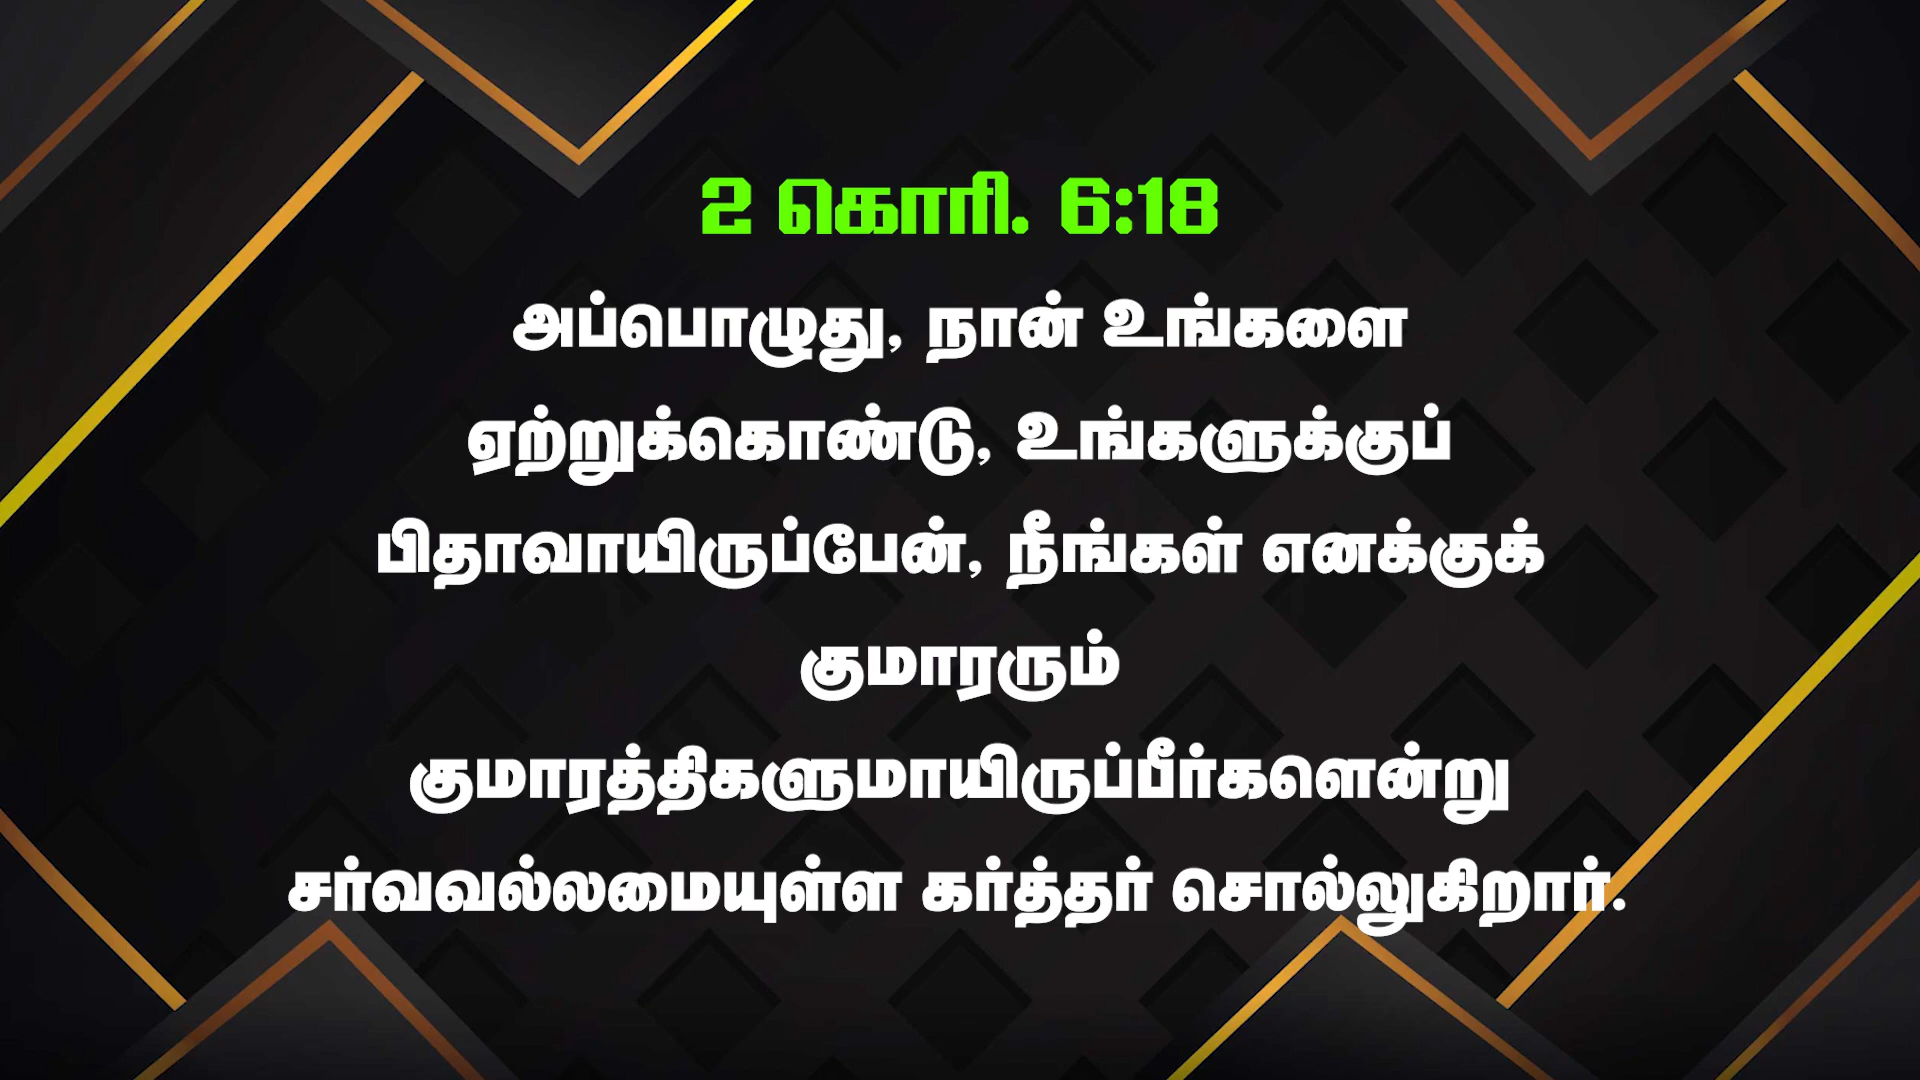 2 கொரி. 6:18
அப்பொழுது, நான் உங்களை
ஏற்றுக்கொண்டு, உங்களுக்குப்
பிதாவாயிருப்பேன், நீங்கள் எனக்குக்
குமாரரும்
குமாரத்திகளுமாயிருப்பீர்களென்று
சர்வவல்லமையுள்ள கர்த்தர் சொல்லுகிறார்.